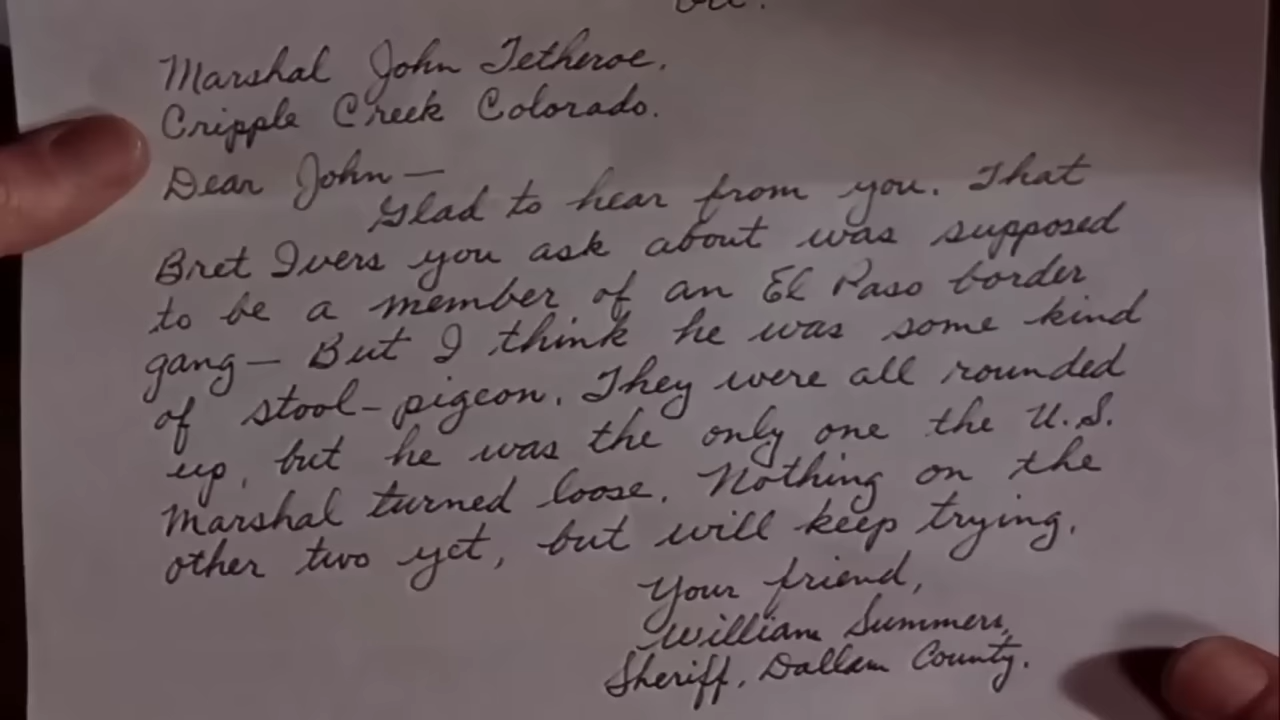 Marshal John Tetheroe.
Cripple Creek Colorado.
Dear John —
Glad to hear from you. That
Bret Ivers you ask about was supposed
to be a member of an El Paso border
gang — But I think he was some kind
of stool-pigeon. They were all rounded
up, but he was the only one the U.S.
Marshal turned loose. Nothing on the
other two yet, but will keep trying.
Your friend,
William Summers,
Sheriff, Dallam County.